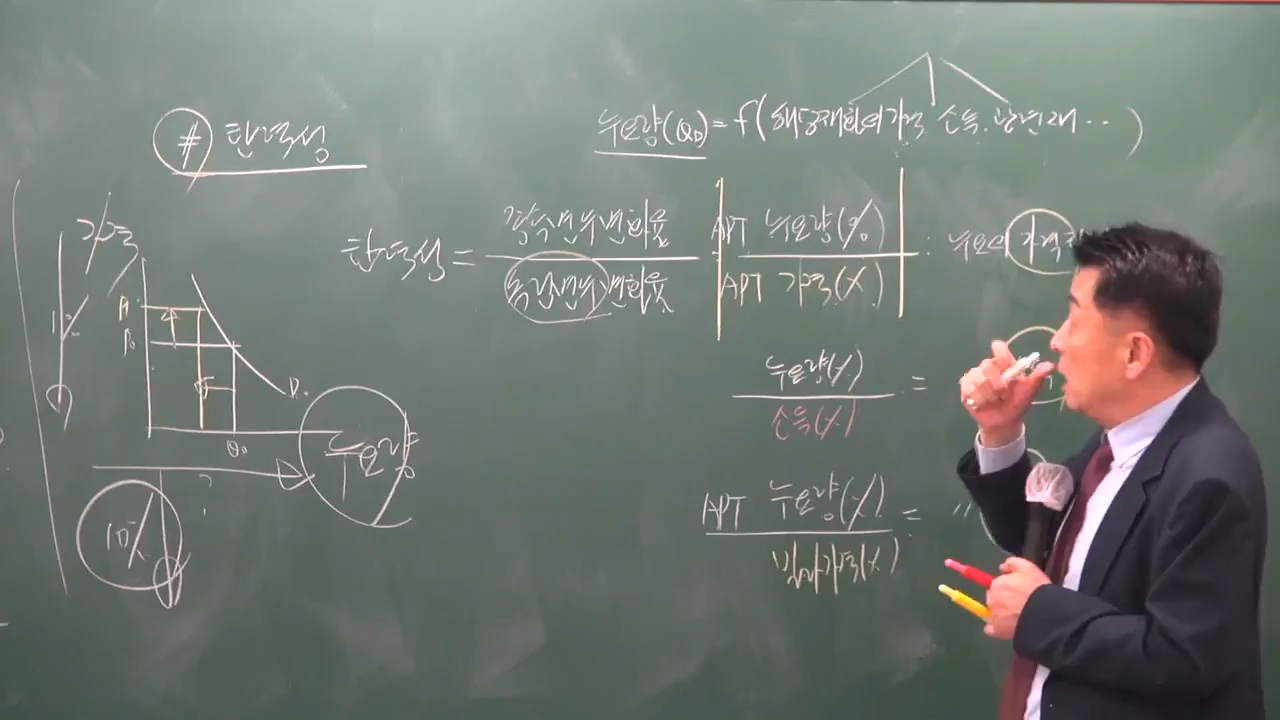 # 탄력성
수요량(QD) = f(해당재화의가격, 소득, 관련재 ‥)
탄력성 = 종속변수변화율 / 독립변수변화율 = APT 수요량(%) / APT 가격(%) : 수요의 가격
가격
P₀
D
Q₀
수요량
?
10%
수요량(%) / 소득(%) =
APT 수요량(%) / 빌라가격(%) = "